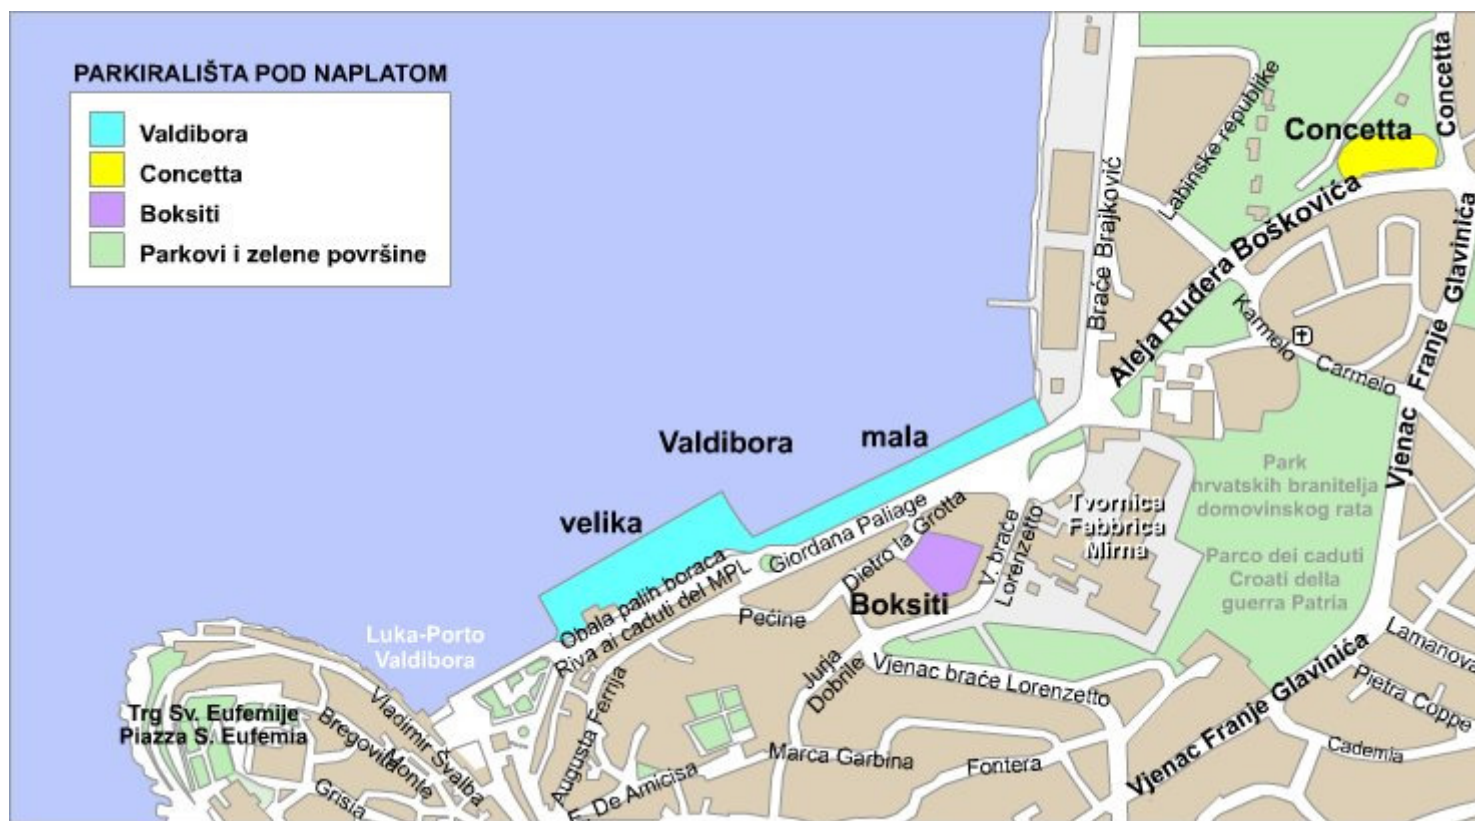 PARKIRALIŠTA POD NAPLATOM
Valdibora
Concetta
Boksiti
Parkovi i zelene površine
Concetta
Concetta
Labinske republike
Braće Brajković
Aleja Ruđera Boškovića
Vjenac Franje Glavinića
Karmelo
Carmelo
Valdibora
mala
velika
Giordana Paliage
Dietro la Grotta
V. braće
Lorenzetto
Tvornica
Fabbrica
Mirna
Park
hrvatskih branitelja
domovinskog rata
Parco dei caduti
Croati della
guerra Patria
Obala palih boraca
Riva ai caduti del MPL
Pećine
Boksiti
Luka-Porto
Valdibora
Jurja
Dobrile
Vjenac braće Lorenzetto
Vjenac Franje Glavinića
Lamanova
Pietra Coppe
Cademia
Trg Sv. Eufemije
Piazza S. Eufemia
Vladimir Švalba
Bregovita
Monte
Grisia
Augusta Ferrija
E. De Amicisa
Marca Garbina
Fontera